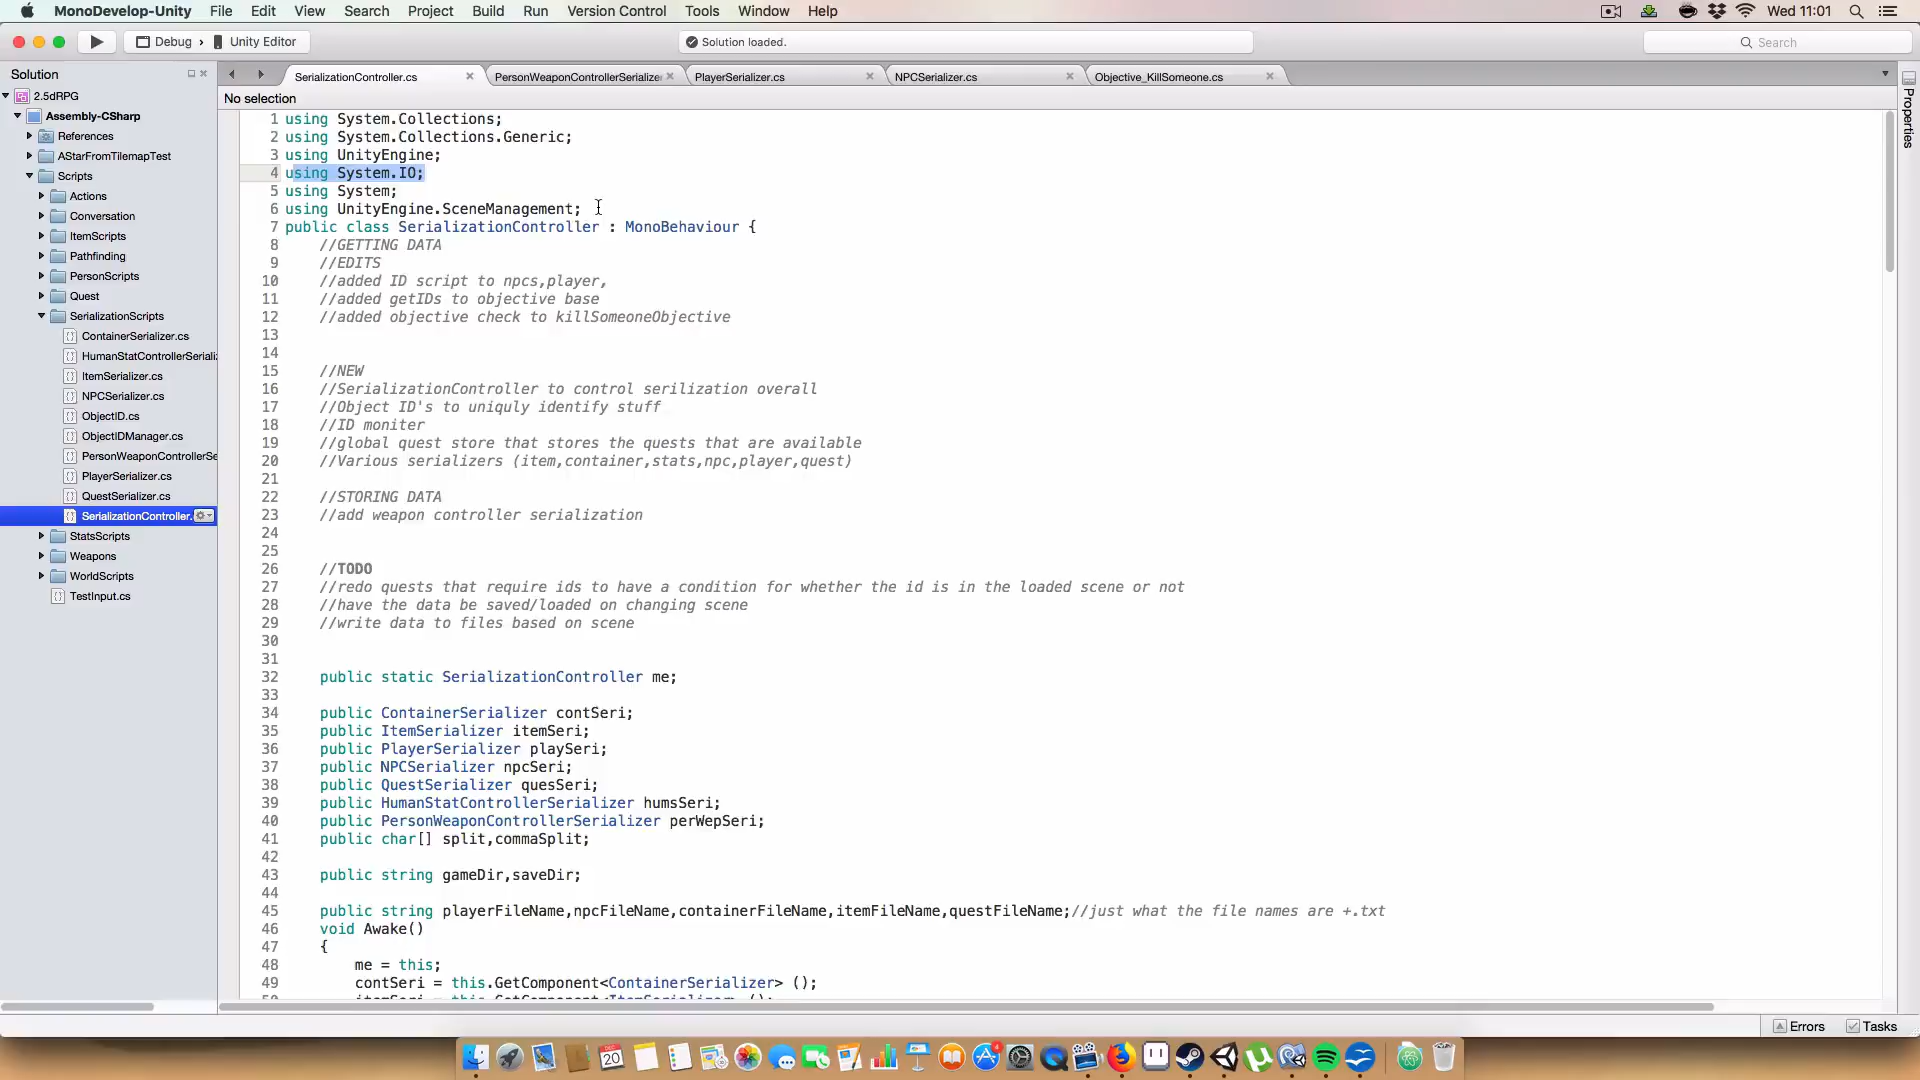 MonoDevelop-Unity File Edit View Search Project Build Run Version Control Tools Window Help Wed 11:01
Debug › Unity Editor
Solution loaded.
Search
Solution
SerializationController.cs
PersonWeaponControllerSerialize
PlayerSerializer.cs
NPCSerializer.cs
Objective_KillSomeone.cs
Properties
No selection
2.5dRPG
Assembly-CSharp
References
AStarFromTilemapTest
Scripts
Actions
Conversation
ItemScripts
Pathfinding
PersonScripts
Quest
SerializationScripts
ContainerSerializer.cs
HumanStatControllerSeriali
ItemSerializer.cs
NPCSerializer.cs
ObjectID.cs
ObjectIDManager.cs
PersonWeaponControllerSe
PlayerSerializer.cs
QuestSerializer.cs
SerializationController.
StatsScripts
Weapons
WorldScripts
TestInput.cs
1 using System.Collections;
2 using System.Collections.Generic;
3 using UnityEngine;
4 using System.IO;
5 using System;
6 using UnityEngine.SceneManagement;
7 public class SerializationController : MonoBehaviour {
8 //GETTING DATA
9 //EDITS
10 //added ID script to npcs,player,
11 //added getIDs to objective base
12 //added objective check to killSomeoneObjective
13
14
15 //NEW
16 //SerializationController to control serilization overall
17 //Object ID's to uniquly identify stuff
18 //ID moniter
19 //global quest store that stores the quests that are available
20 //Various serializers (item,container,stats,npc,player,quest)
21
22 //STORING DATA
23 //add weapon controller serialization
24
25
26 //TODO
27 //redo quests that require ids to have a condition for whether the id is in the loaded scene or not
28 //have the data be saved/loaded on changing scene
29 //write data to files based on scene
30
31
32 public static SerializationController me;
33
34 public ContainerSerializer contSeri;
35 public ItemSerializer itemSeri;
36 public PlayerSerializer playSeri;
37 public NPCSerializer npcSeri;
38 public QuestSerializer quesSeri;
39 public HumanStatControllerSerializer humsSeri;
40 public PersonWeaponControllerSerializer perWepSeri;
41 public char[] split,commaSplit;
42
43 public string gameDir,saveDir;
44
45 public string playerFileName,npcFileName,containerFileName,itemFileName,questFileName;//just what the file names are +.txt
46 void Awake()
47 {
48 me = this;
49 contSeri = this.GetComponent<ContainerSerializer> ();
50 itemSeri = this.GetComponent<ItemSerializer> ();
Errors
Tasks
DEC
20